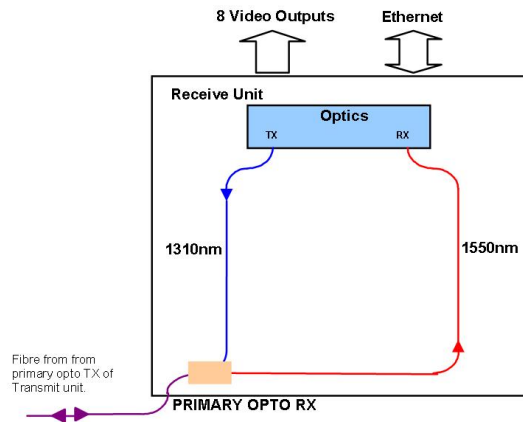 8 Video Outputs
Ethernet
Receive Unit
Optics
TX
RX
1310nm
1550nm
Fibre from from
primary opto TX of
Transmit unit.
PRIMARY OPTO RX